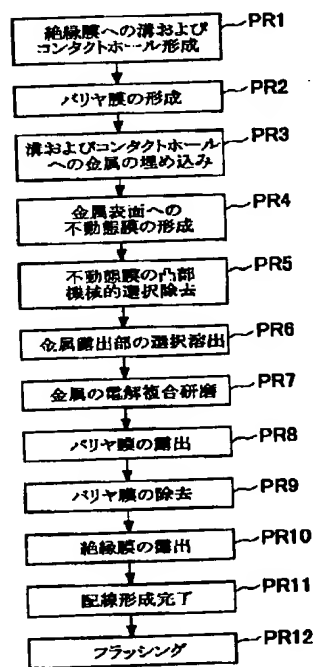 絶縁膜への溝および
コンタクトホール形成
PR1
バリヤ膜の形成
PR2
溝およびコンタクトホール
への金属の埋め込み
PR3
金属表面への
不動態膜の形成
PR4
不動態膜の凸部
機械的選択除去
PR5
金属露出部の選択溶出
PR6
金属の電解複合研磨
PR7
バリヤ膜の露出
PR8
バリヤ膜の除去
PR9
絶縁膜の露出
PR10
配線形成完了
PR11
フラッシング
PR12